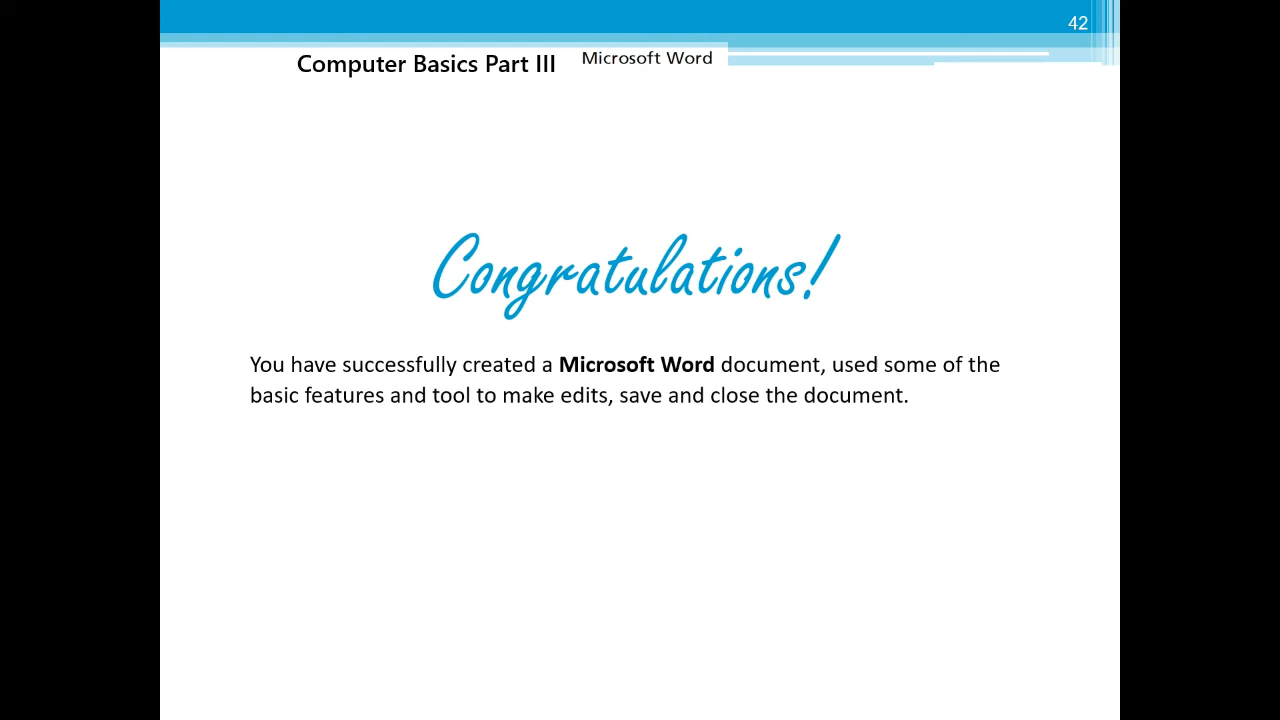 42
Computer Basics Part III Microsoft Word
Congratulations!
You have successfully created a Microsoft Word document, used some of the
basic features and tool to make edits, save and close the document.